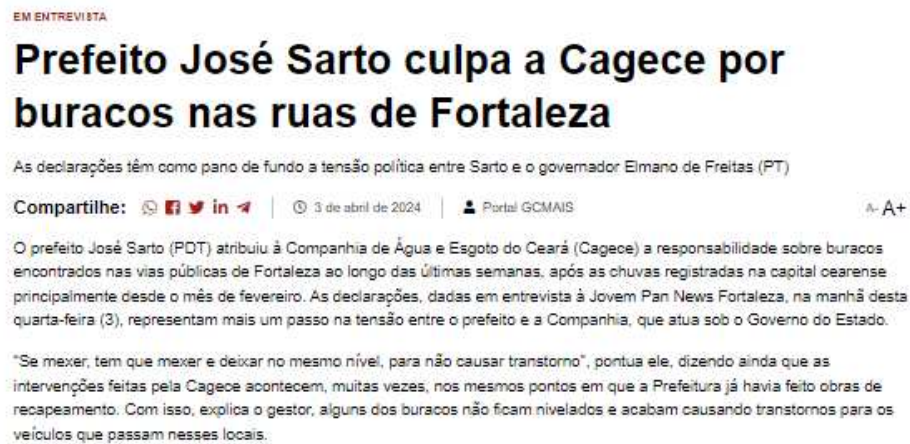 EM ENTREVISTA
Prefeito José Sarto culpa a Cagece por
buracos nas ruas de Fortaleza
As declarações têm como pano de fundo a tensão política entre Sarto e o governador Elmano de Freitas (PT)
Compartilhe: 3 de abril de 2024 Portal GCMAIS A- A+
O prefeito José Sarto (PDT) atribuiu à Companhia de Água e Esgoto do Ceará (Cagece) a responsabilidade sobre buracos
encontrados nas vias públicas de Fortaleza ao longo das últimas semanas, após as chuvas registradas na capital cearense
principalmente desde o mês de fevereiro. As declarações, dadas em entrevista à Jovem Pan News Fortaleza, na manhã desta
quarta-feira (3), representam mais um passo na tensão entre o prefeito e a Companhia, que atua sob o Governo do Estado.
"Se mexer, tem que mexer e deixar no mesmo nível, para não causar transtorno", pontua ele, dizendo ainda que as
intervenções feitas pela Cagece acontecem, muitas vezes, nos mesmos pontos em que a Prefeitura já havia feito obras de
recapeamento. Com isso, explica o gestor, alguns dos buracos não ficam nivelados e acabam causando transtornos para os
veículos que passam nesses locais.